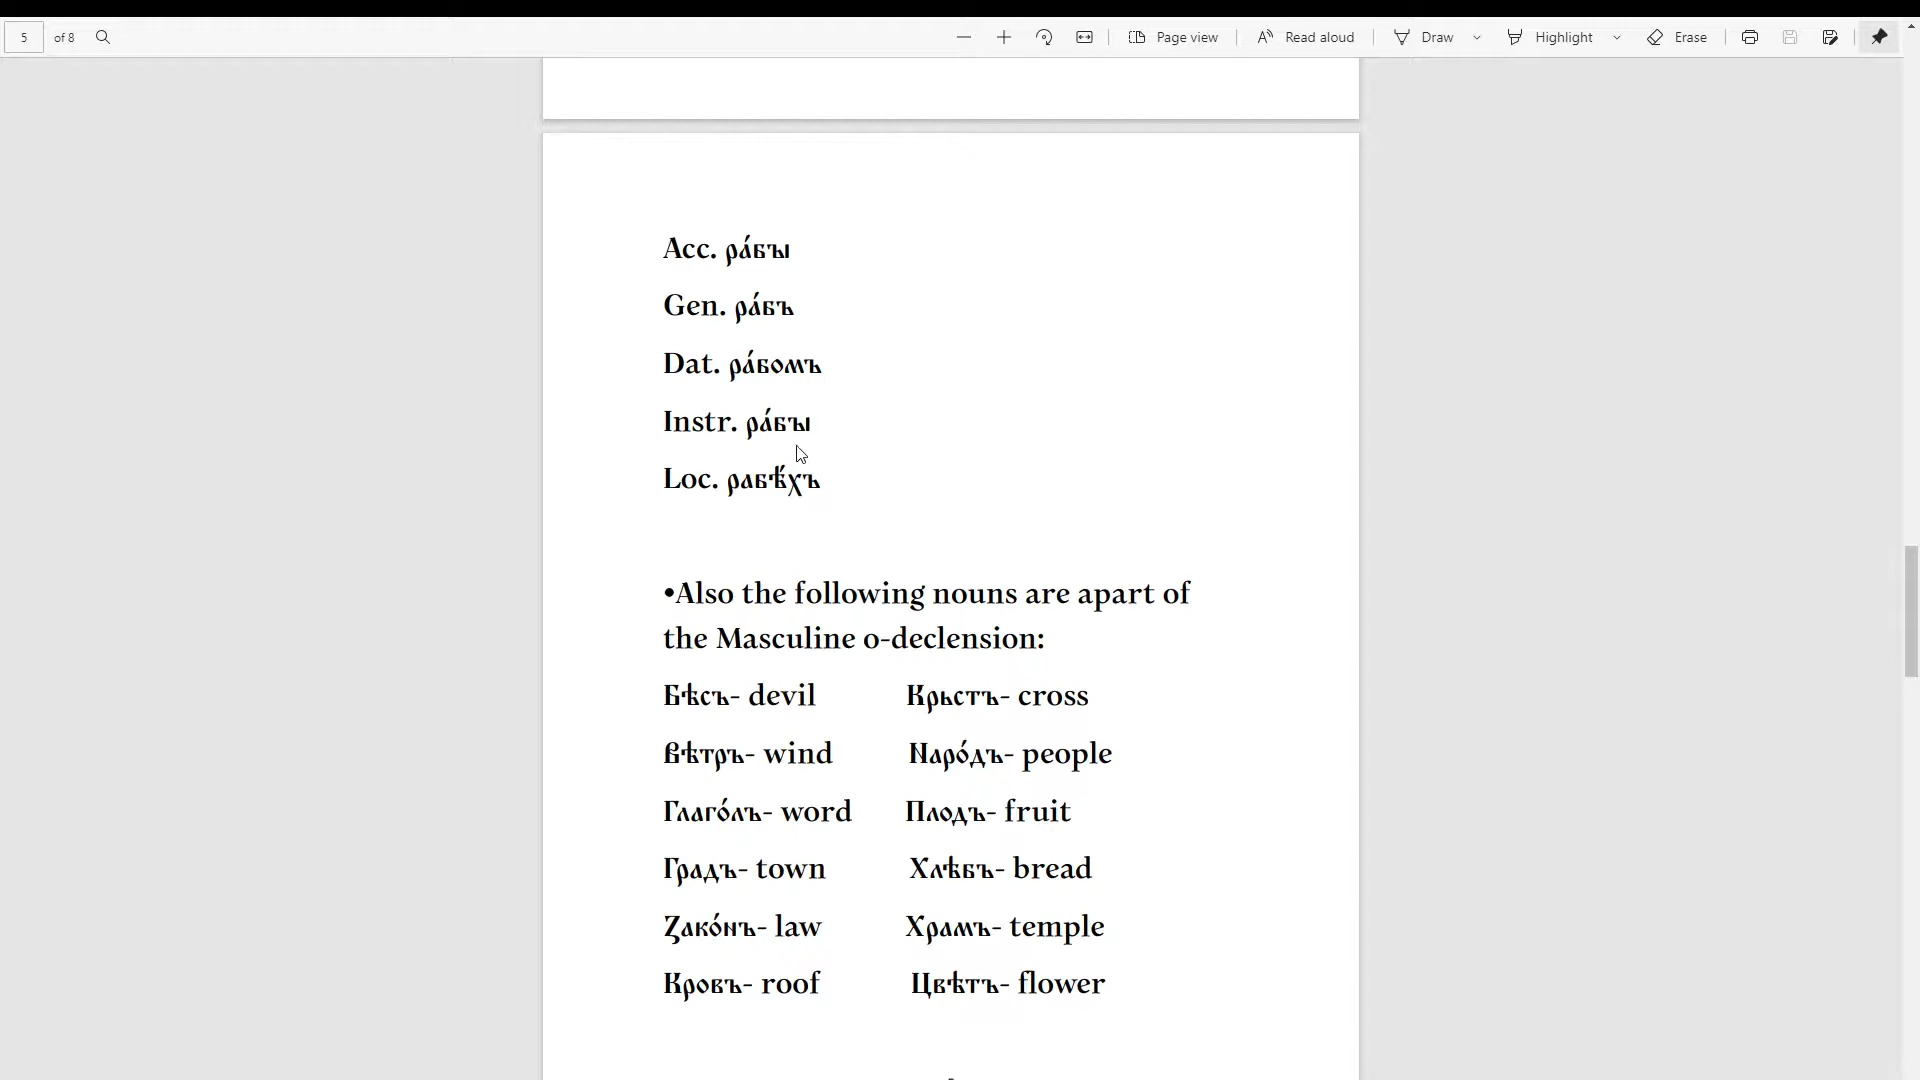 5 of 8 Page view Read aloud Draw Highlight Erase
Acc. ра́бы
Gen. ра́бъ
Dat. ра́бомъ
Instr. ра́бы
Loc. рабѣ́хъ
•Also the following nouns are apart of
the Masculine o-declension:
Бѣсъ- devil Крьстъ- cross
Вѣтръ- wind Наро́дъ- people
Глаго́лъ- word Плодъ- fruit
Градъ- town Хлѣбъ- bread
Ꙁако́нъ- law Храмъ- temple
Кровъ- roof Цвѣтъ- flower